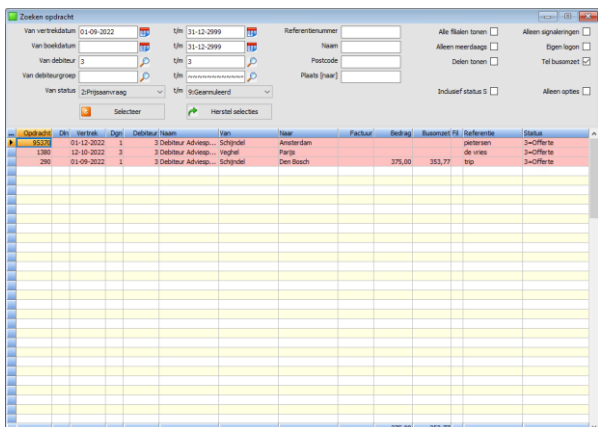 Zoeken opdracht
Van vertrekdatum 01-09-2022 t/m 31-12-2999 Referentienummer Alle filialen tonen Alleen signaleringen
Van boekdatum t/m 31-12-2999 Naam Alleen meerdaags Eigen logon
Van debiteur 3 t/m 3 Postcode Delen tonen Tel busomzet
Van debiteurgroep t/m ~~~~~~~~~~~~ Plaats [naar]
Van status 2:Prijsaanvraag t/m 9:Geannuleerd Inclusief status S Alleen opties
Selecteer Herstel selecties
... Opdracht Dln Vertrek Dgn Debiteur Naam Van Naar Factuur Bedrag Busomzet Fil Referentie Status
95370 01-12-2022 1 3 Debiteur Adviesp... Schijndel Amsterdam pietersen 3=Offerte
1380 12-10-2022 3 3 Debiteur Adviesp... Veghel Parijs de vries 3=Offerte
290 01-09-2022 1 3 Debiteur Adviesp... Schijndel Den Bosch 375,00 353,77 trip 3=Offerte
375,00 353,77